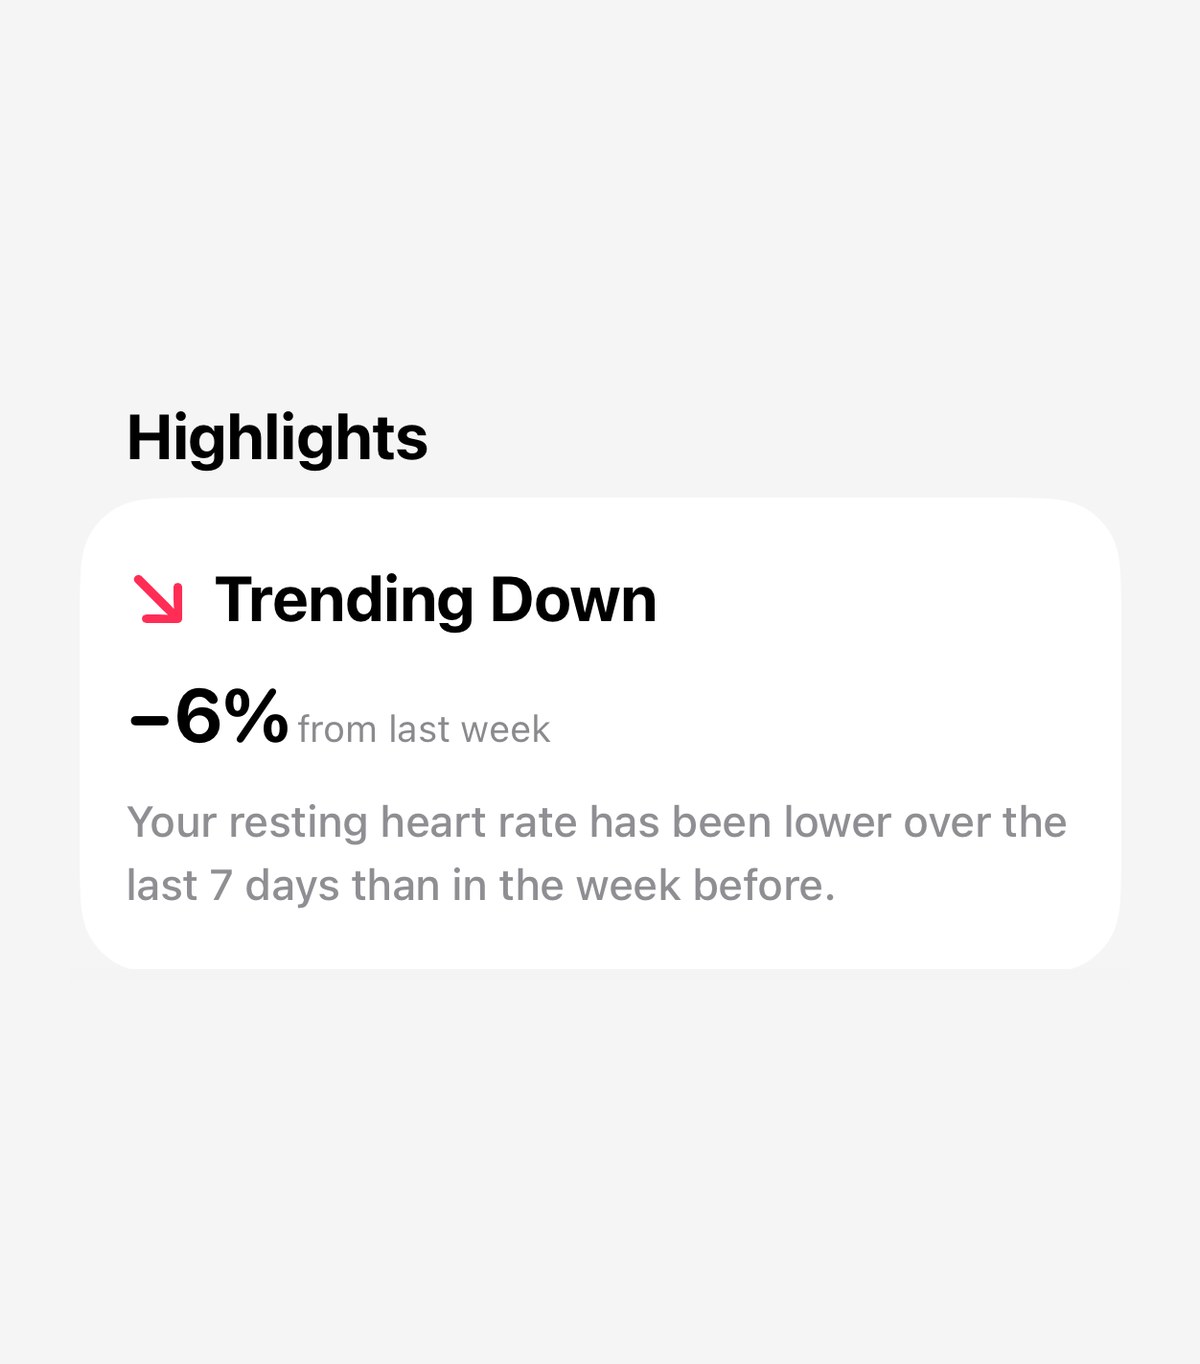 Highlights
Trending Down
–6% from last week
Your resting heart rate has been lower over the
last 7 days than in the week before.